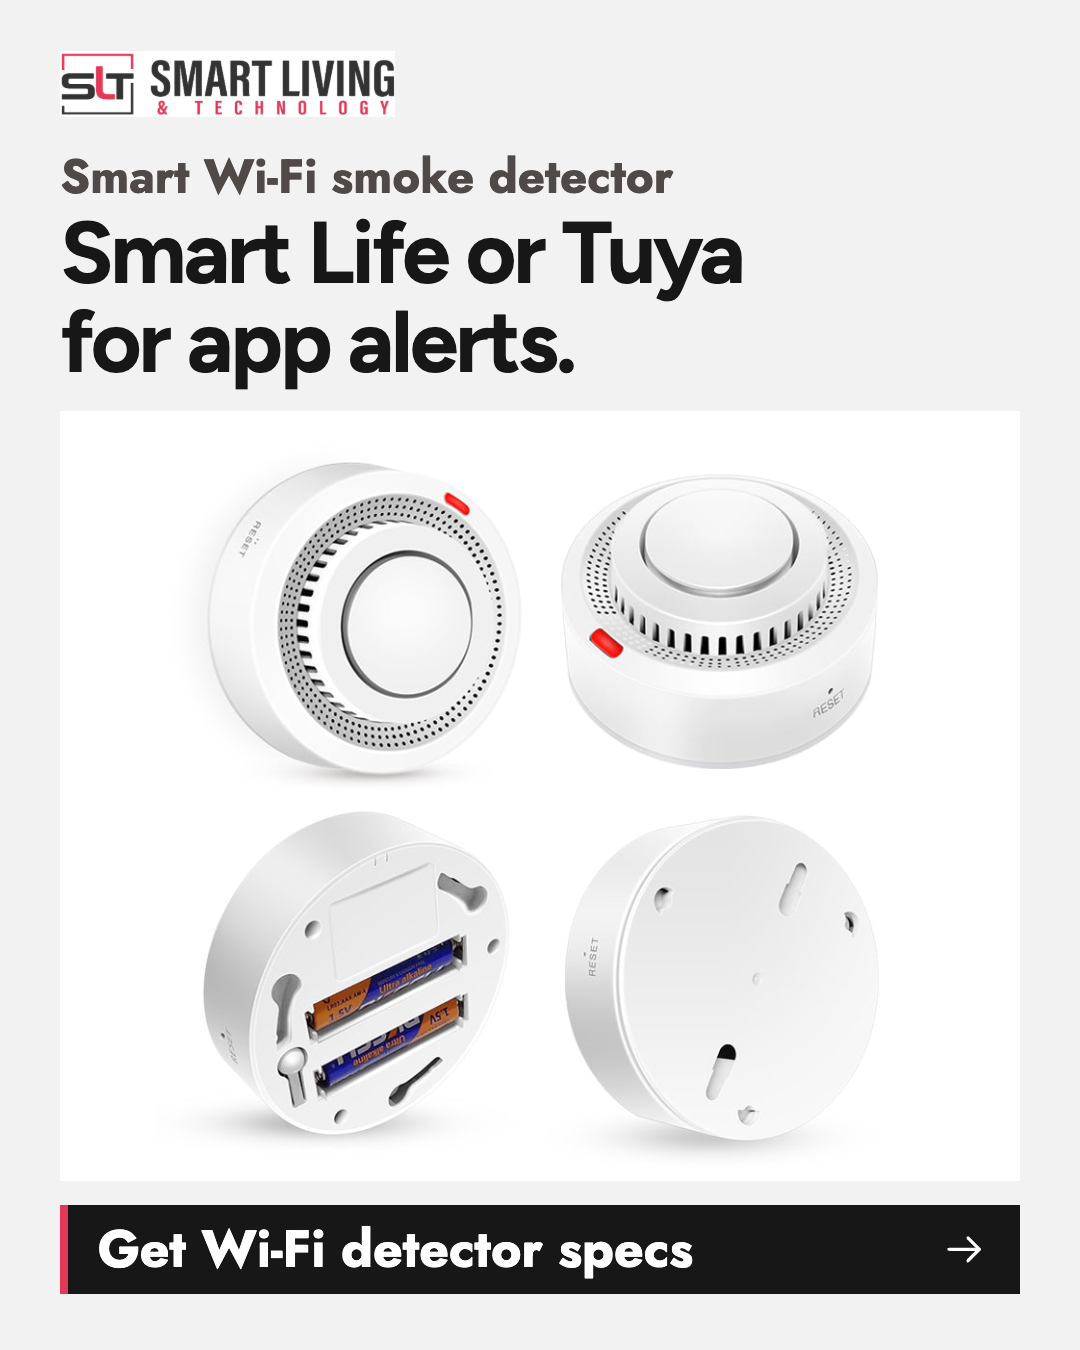 SLT SMART LIVING
& TECHNOLOGY
Smart Wi-Fi smoke detector
Smart Life or Tuya
for app alerts.
RESET
RESET
Ultra alkaline
1.5V
1.5V
Ultra alkaline
RESET
RESET
Get Wi-Fi detector specs